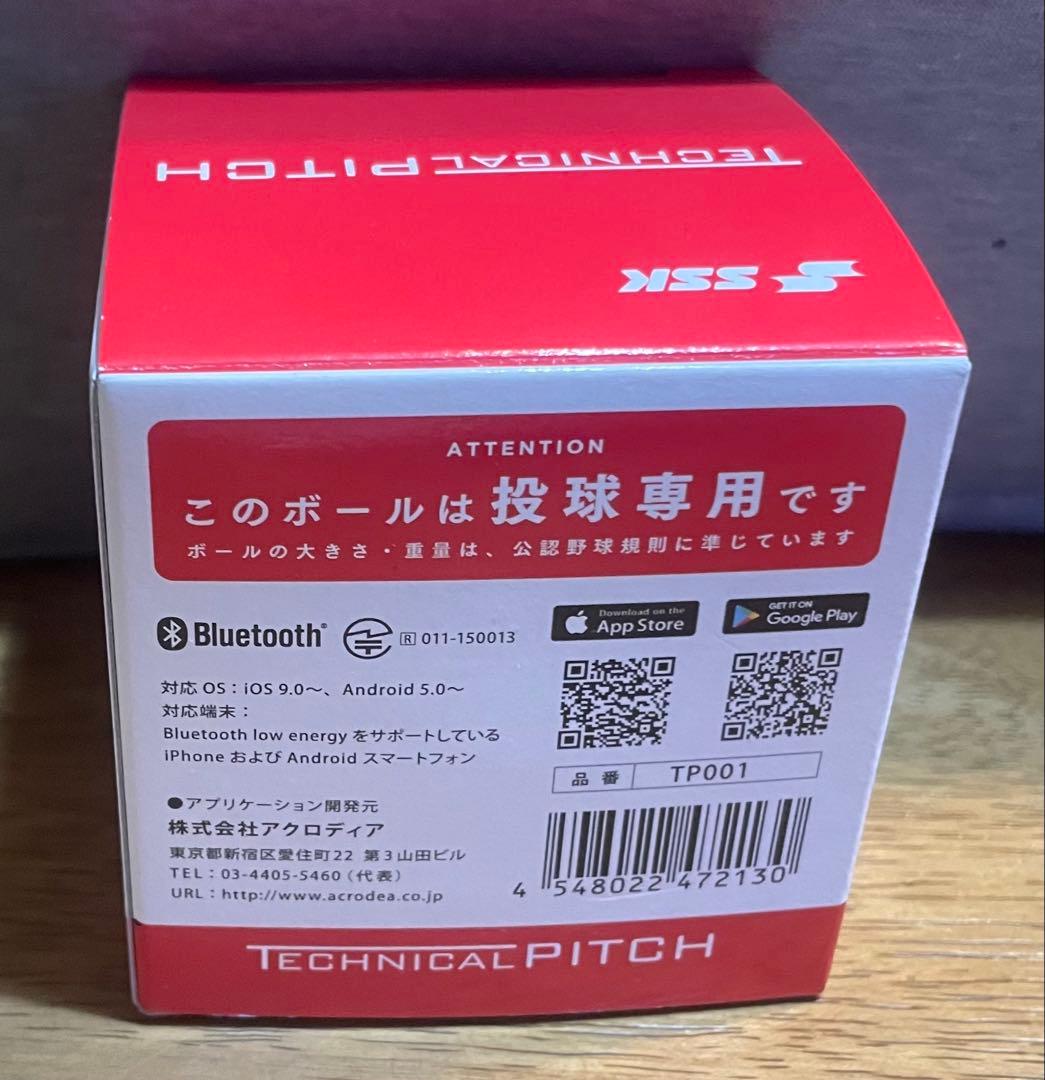 TECHNICAL PITCH
SSK
ATTENTION
このボールは投球専用です
ボールの大きさ・重量は、公認野球規則に準じています
Bluetooth® R 011-150013
Download on the App Store
GET IT ON Google Play
対応 OS：iOS 9.0〜、Android 5.0〜
対応端末：
Bluetooth low energy をサポートしている
iPhone および Android スマートフォン
品番 TP001
●アプリケーション開発元
株式会社アクロディア
東京都新宿区愛住町22 第3山田ビル
TEL：03-4405-5460（代表）
URL：http://www.acrodea.co.jp
4 548022 472130
TECHNICAL PITCH